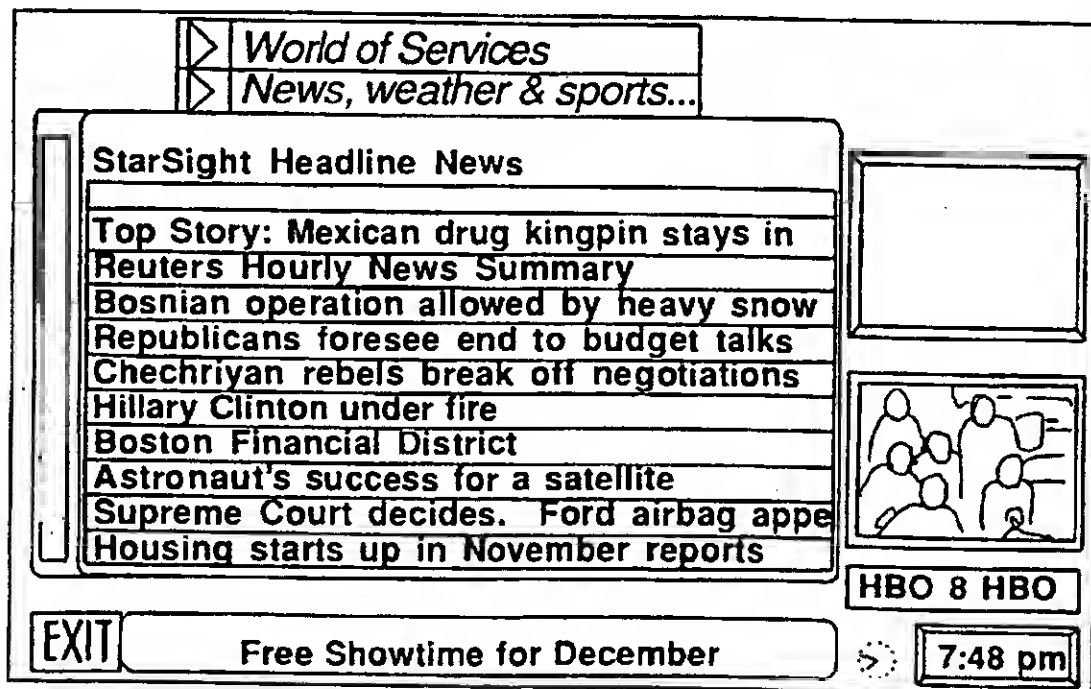 World of Services
News, weather & sports...
StarSight Headline News
Top Story: Mexican drug kingpin stays in
Reuters Hourly News Summary
Bosnian operation allowed by heavy snow
Republicans foresee end to budget talks
Chechriyan rebels break off negotiations
Hillary Clinton under fire
Boston Financial District
Astronaut's success for a satellite
Supreme Court decides. Ford airbag appe
Housing starts up in November reports
HBO 8 HBO
EXIT
Free Showtime for December
7:48 pm